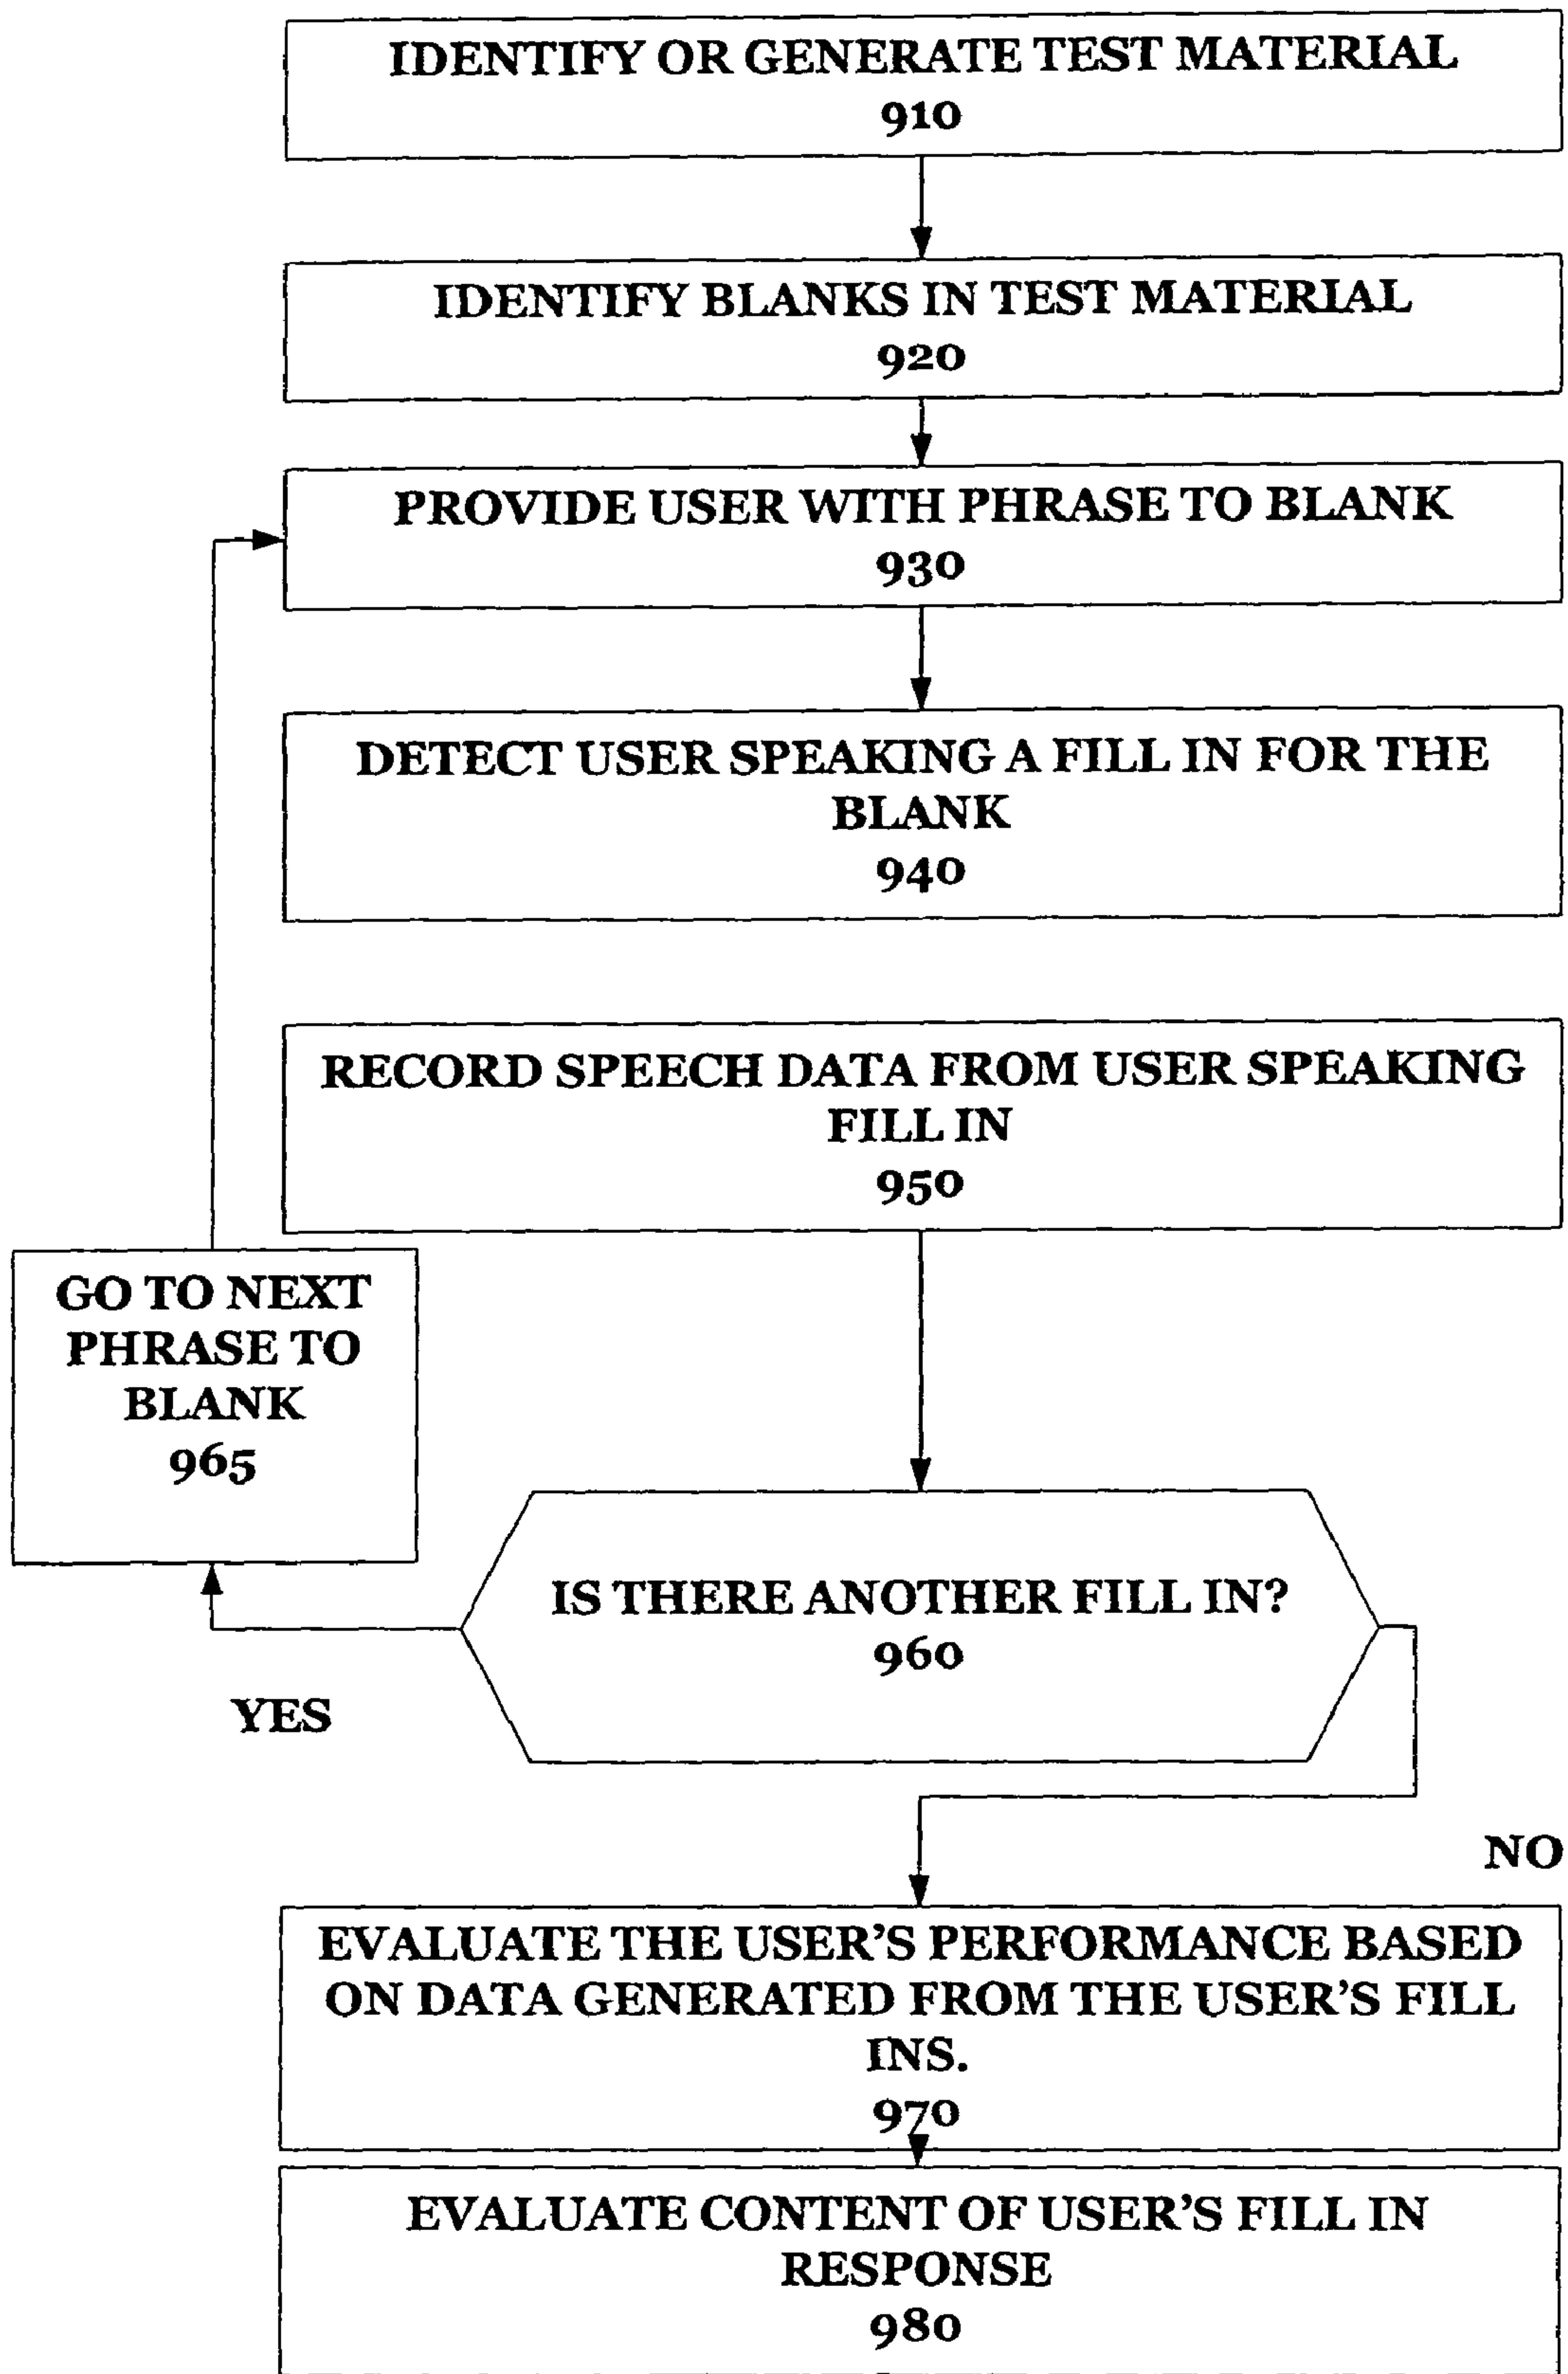 IDENTIFY OR GENERATE TEST MATERIAL
910
IDENTIFY BLANKS IN TEST MATERIAL
920
PROVIDE USER WITH PHRASE TO BLANK
930
DETECT USER SPEAKING A FILL IN FOR THE
BLANK
940
RECORD SPEECH DATA FROM USER SPEAKING
FILL IN
950
GO TO NEXT
PHRASE TO
BLANK
965
IS THERE ANOTHER FILL IN?
960
YES
NO
EVALUATE THE USER'S PERFORMANCE BASED
ON DATA GENERATED FROM THE USER'S FILL
INS.
970
EVALUATE CONTENT OF USER'S FILL IN
RESPONSE
980